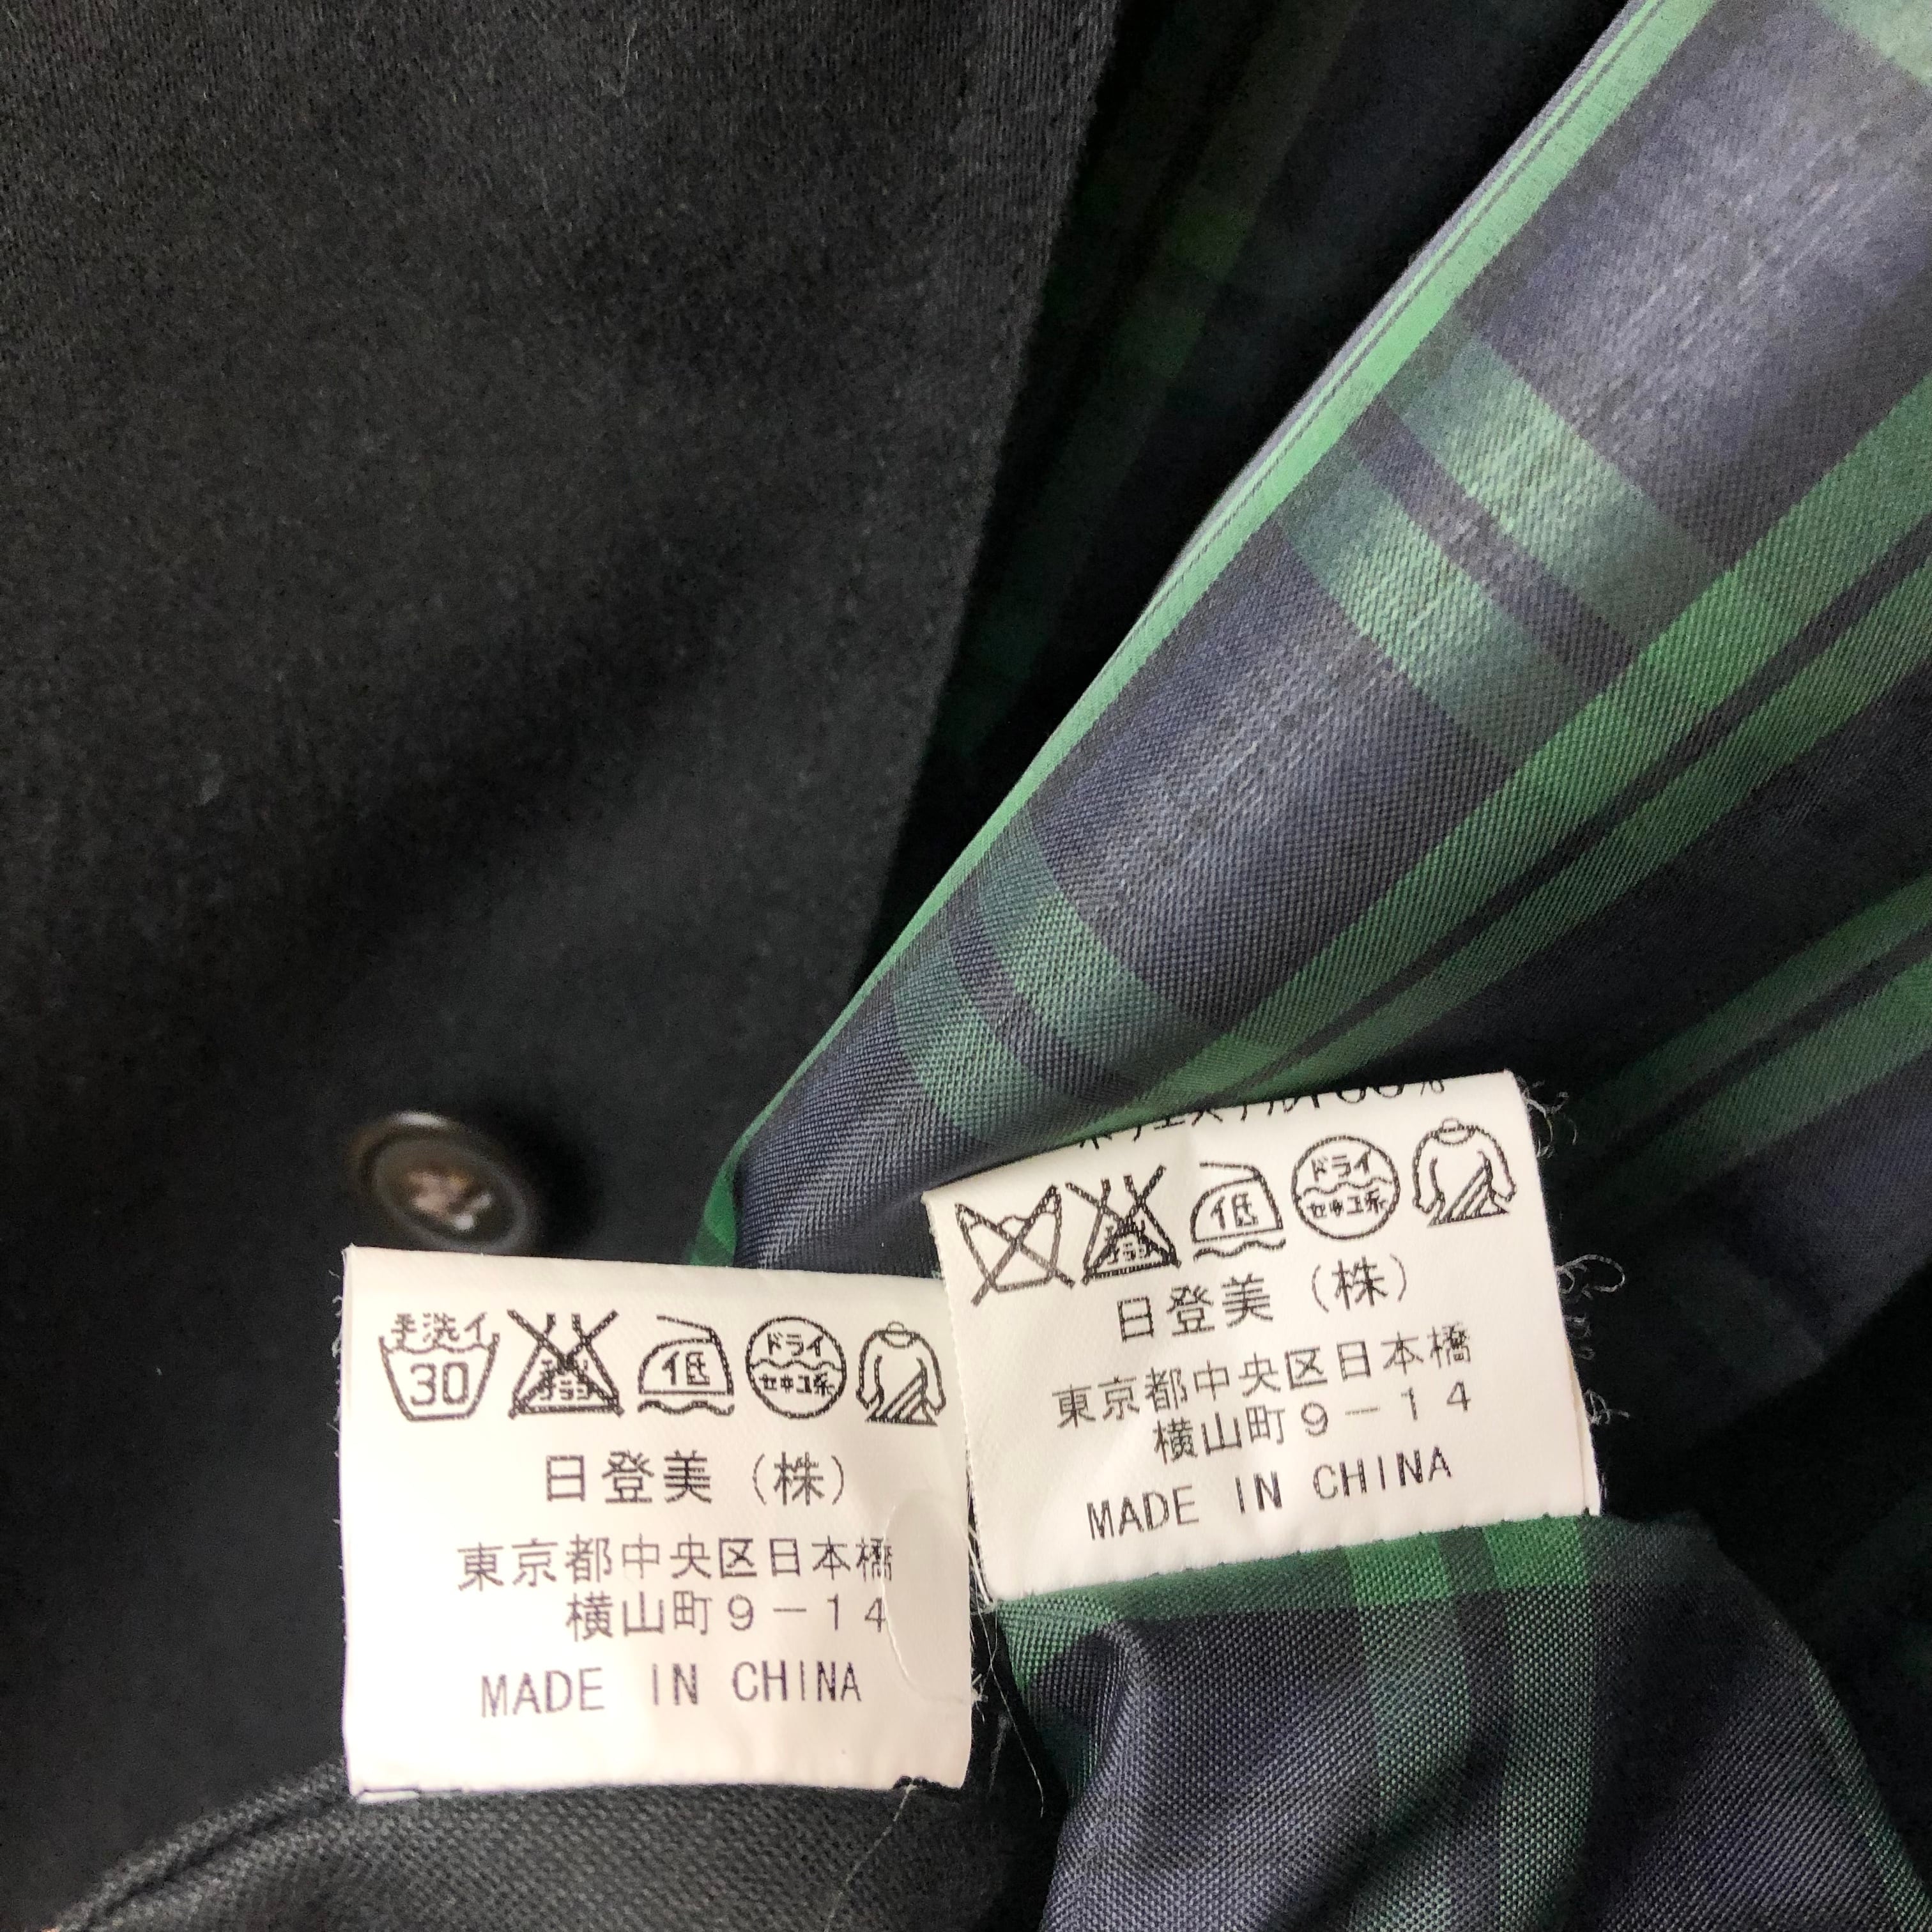 手洗イ
30
低
ドライ
セキユ系
日登美（株）
東京都中央区日本橋
横山町９－１４
MADE IN CHINA
低
ドライ
セキユ系
日登美（株）
東京都中央区日本橋
横山町９－１４
MADE IN CHINA